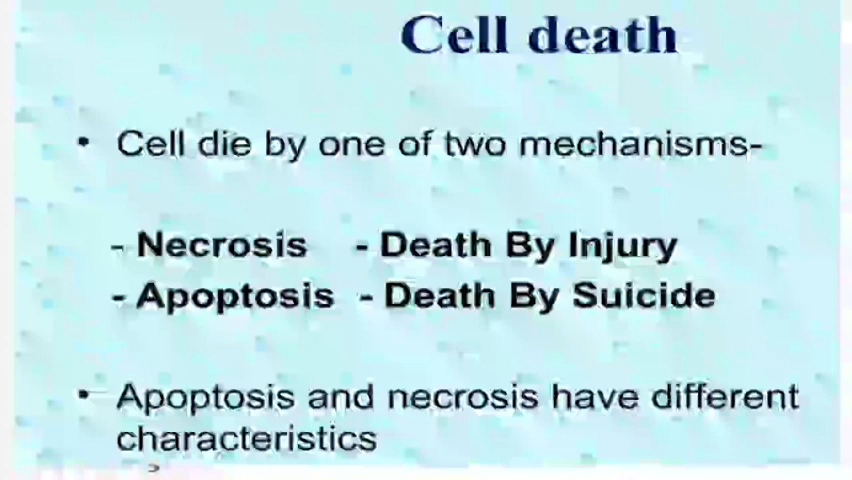 Cell death
• Cell die by one of two mechanisms-
- Necrosis - Death By Injury
- Apoptosis - Death By Suicide
• Apoptosis and necrosis have different
characteristics